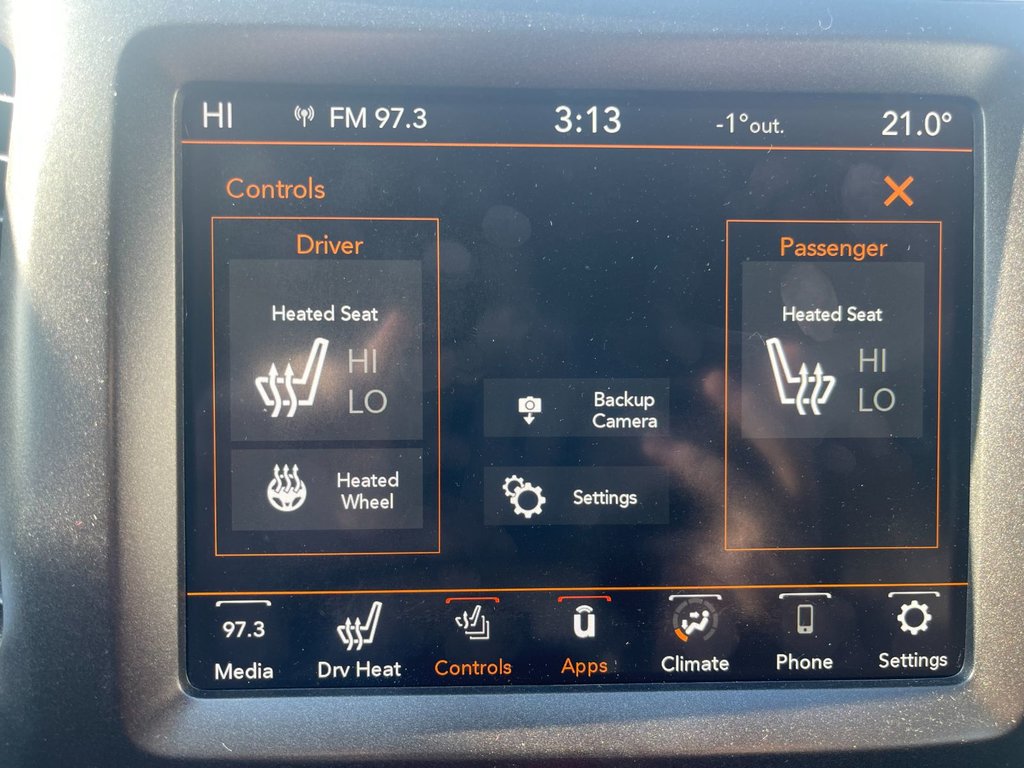 HI FM 97.3 3:13 -1°out. 21.0°
Controls
Driver
Heated Seat
HI
LO
Heated
Wheel
Backup
Camera
Settings
Passenger
Heated Seat
HI
LO
97.3
Media
Drv Heat
Controls
u
Apps
Climate
Phone
Settings